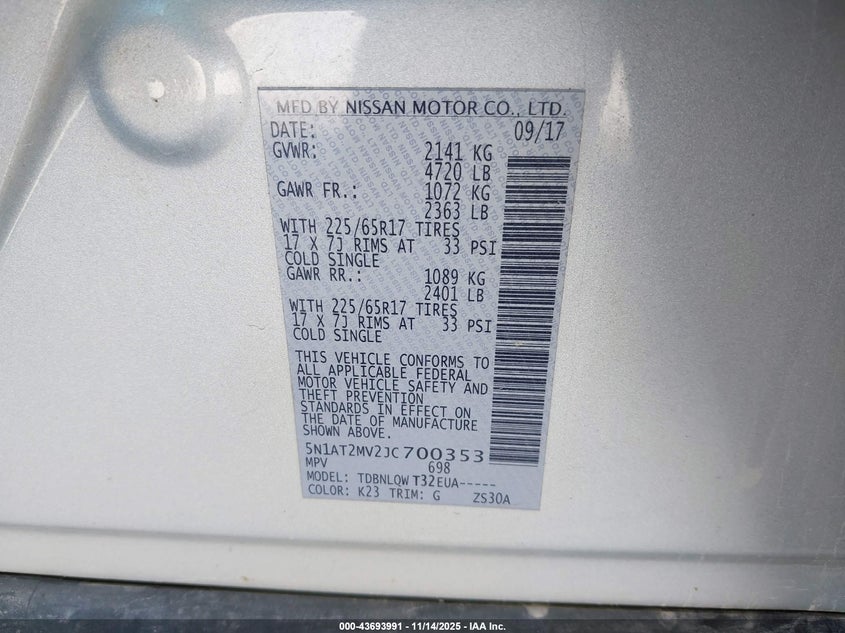 MFD BY NISSAN MOTOR CO., LTD.
DATE: 09/17
GVWR: 2141 KG
4720 LB
GAWR FR.: 1072 KG
2363 LB
WITH 225/65R17 TIRES
17 X 7J RIMS AT 33 PSI
COLD SINGLE
GAWR RR.: 1089 KG
2401 LB
WITH 225/65R17 TIRES
17 X 7J RIMS AT 33 PSI
COLD SINGLE
THIS VEHICLE CONFORMS TO
ALL APPLICABLE FEDERAL
MOTOR VEHICLE SAFETY AND
THEFT PREVENTION
STANDARDS IN EFFECT ON
THE DATE OF MANUFACTURE
SHOWN ABOVE.
5N1AT2MV2JC700353
MPV 698
MODEL: TDBNLQW T32EUA-----
COLOR: K23 TRIM: G ZS30A
000-43693991 | 11/14/2025 - IAA Inc.